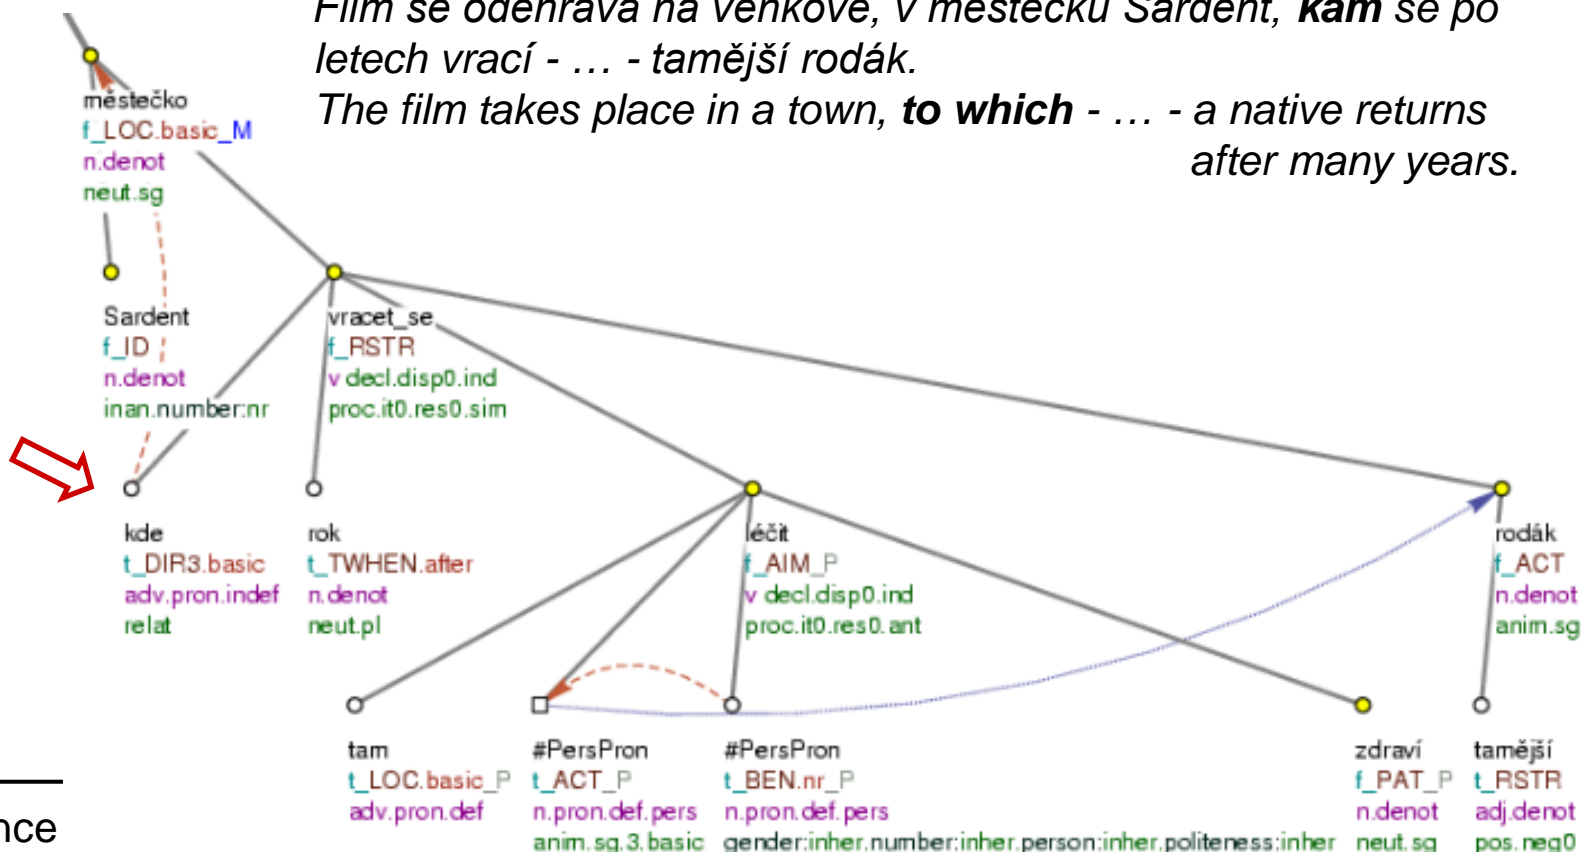 Film se odehrává na venkově, v městečku Sardent, kam se po
letech vrací - … - tamější rodák.
The film takes place in a town, to which - … - a native returns
after many years.
městečko
f_LOC.basic_M
n.denot
neut.sg
Sardent
f_ID
n.denot
inan.number:nr
vracet_se
f_RSTR
v decl.disp0.ind
proc.it0.res0.sim
kde
t_DIR3.basic
adv.pron.indef
relat
rok
t_TWHEN.after
n.denot
neut.pl
léčit
f_AIM_P
v decl.disp0.ind
proc.it0.res0.ant
rodák
f_ACT
n.denot
anim.sg
tam
t_LOC.basic_P
adv.pron.def
#PersPron
t_ACT_P
n.pron.def.pers
anim.sg.3.basic
#PersPron
t_BEN.nr_P
n.pron.def.pers
gender:inher.number:inher.person:inher.politeness:inher
zdraví
f_PAT_P
n.denot
neut.sg
tamější
t_RSTR
adj.denot
pos.neg0
nce